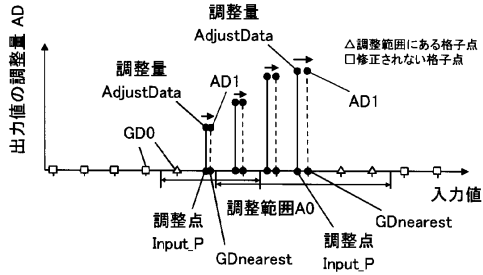 出力値の調整量 AD
調整量
AdjustData
△調整範囲にある格子点
□修正されない格子点
調整量
AdjustData
AD1
AD1
GD0
入力値
調整範囲A0
調整点
Input_P
GDnearest
調整点
Input_P
GDnearest